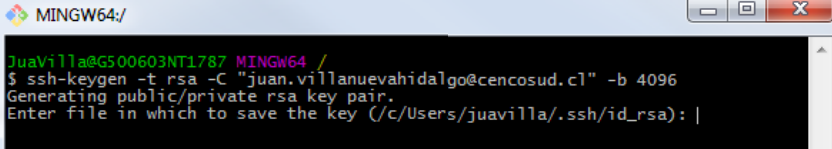 MINGW64:/
JuaVilla@G500603NT1787 MINGW64 /
$ ssh-keygen -t rsa -C "juan.villanuevahidalgo@cencosud.cl" -b 4096
Generating public/private rsa key pair.
Enter file in which to save the key (/c/Users/juavilla/.ssh/id_rsa):